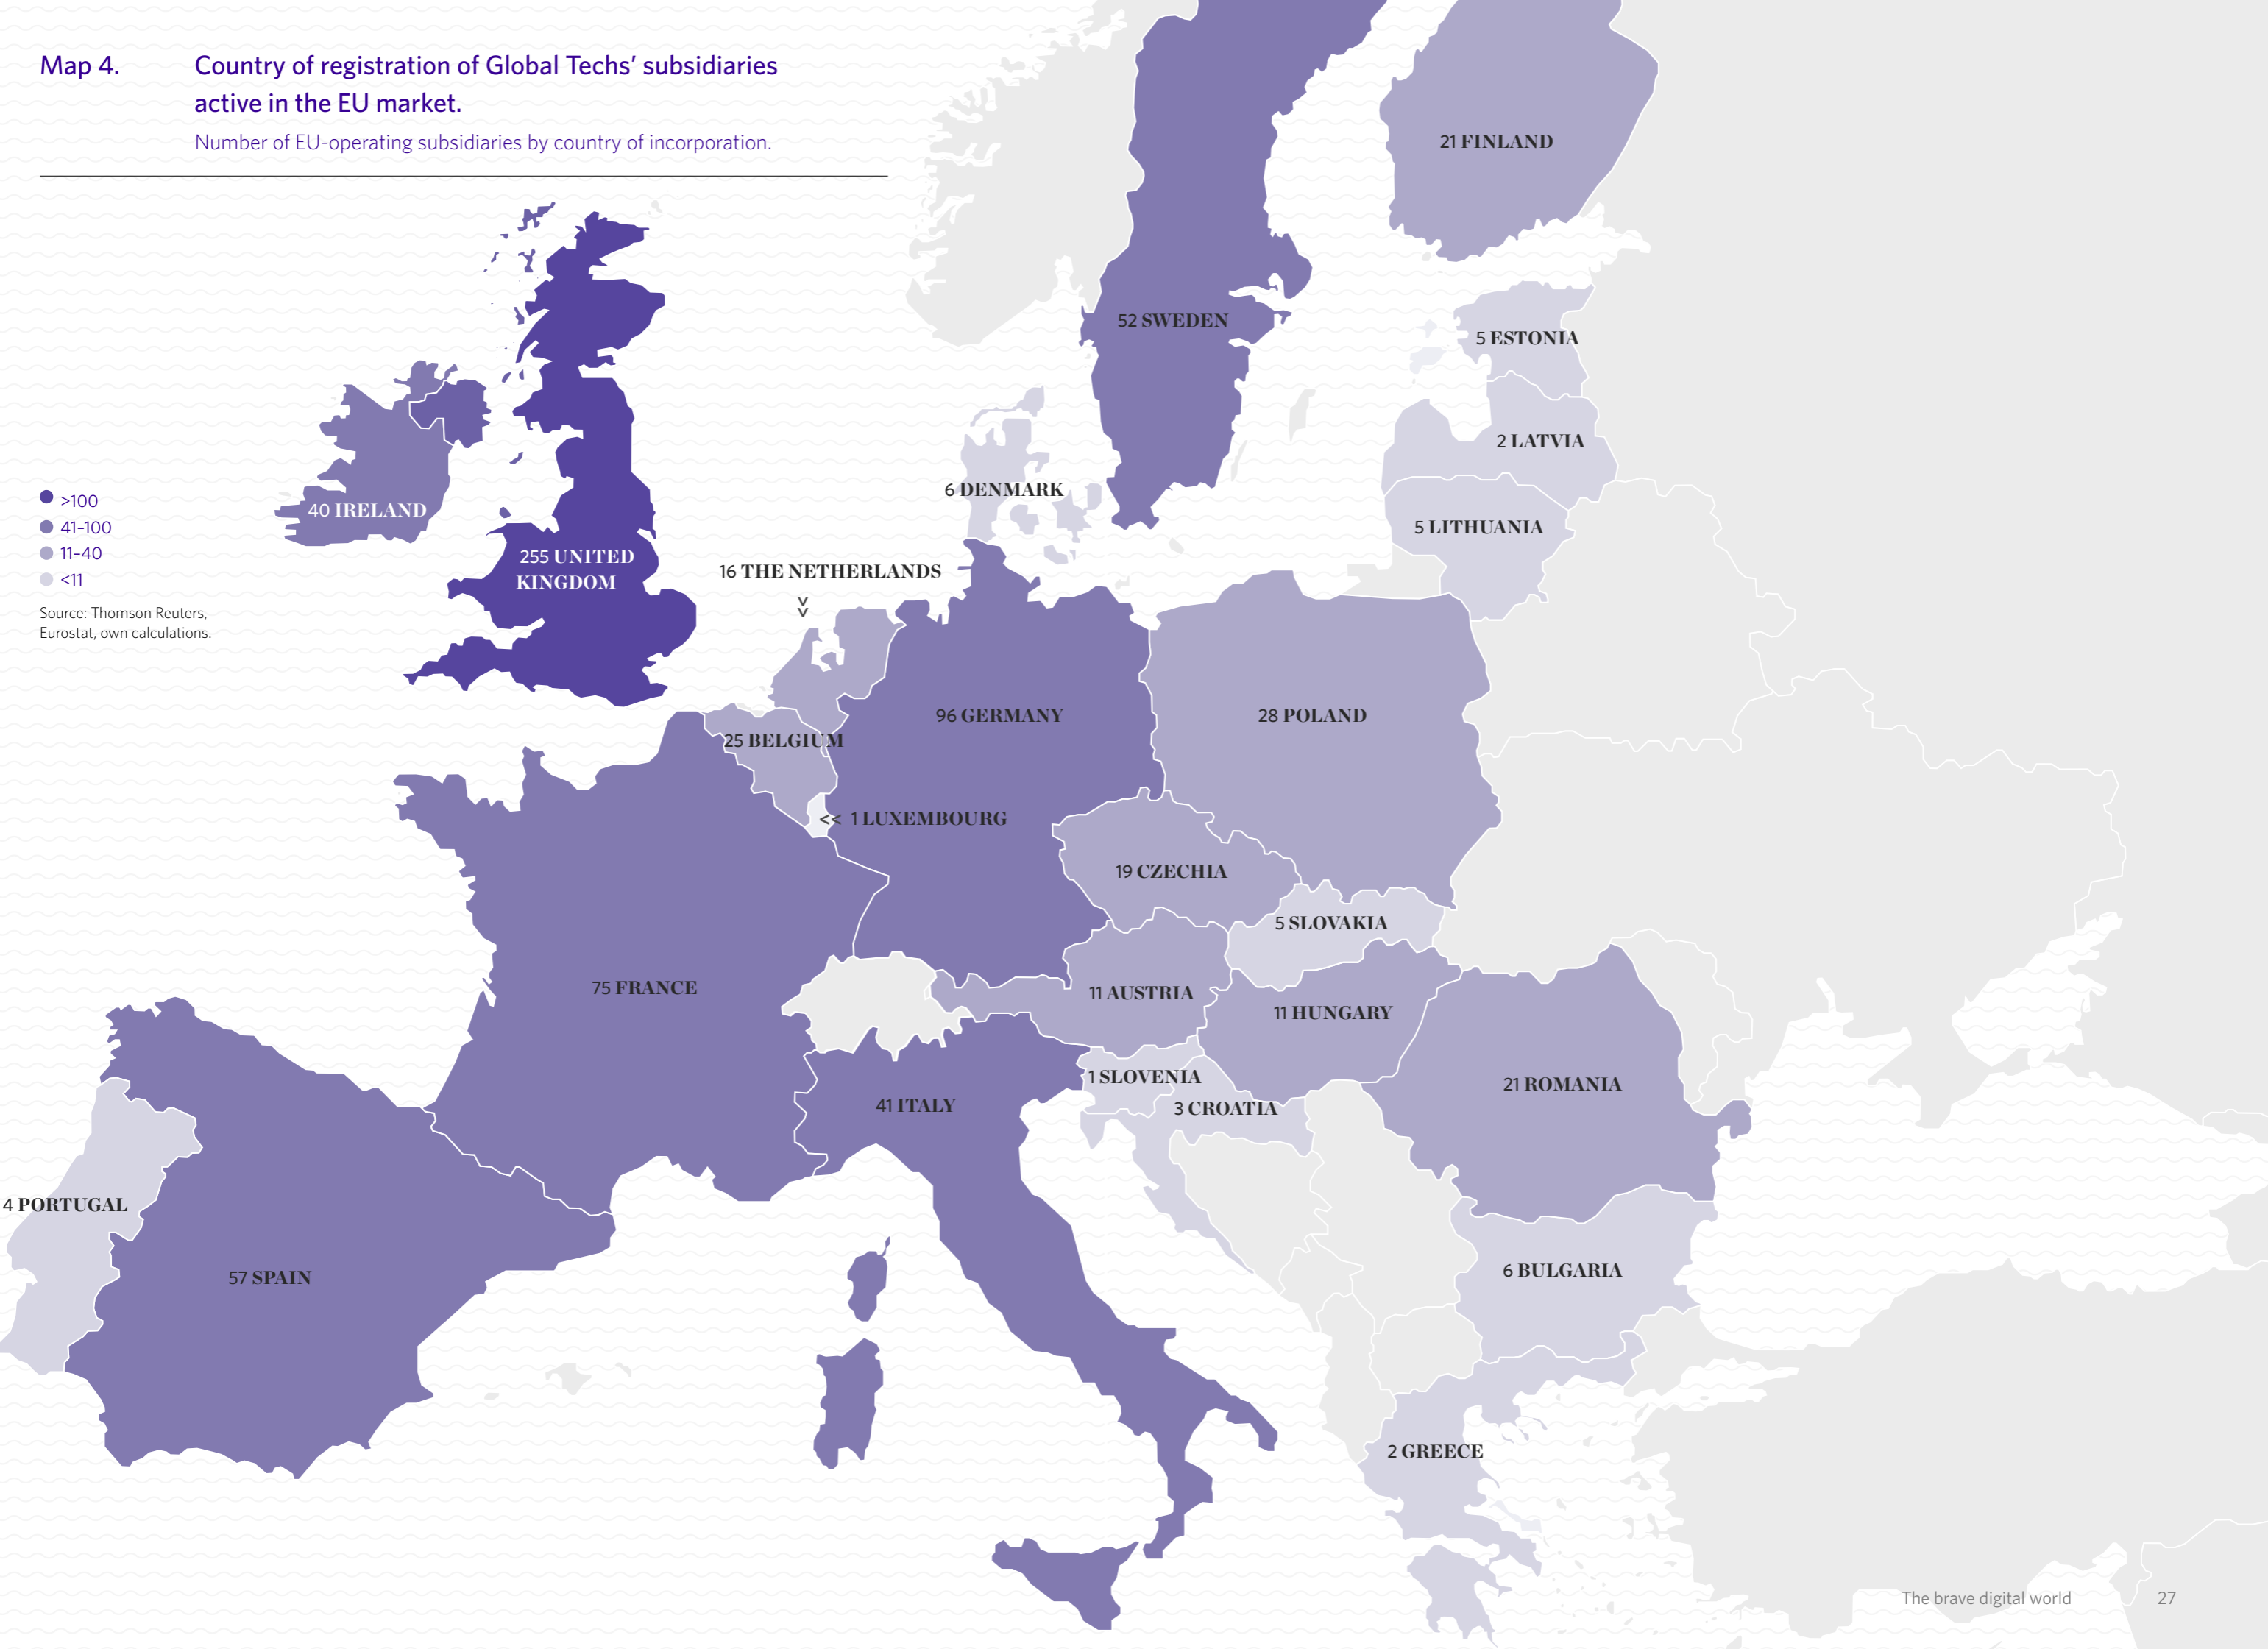 Map 4.
Country of registration of Global Techs’ subsidiaries
active in the EU market.
Number of EU-operating subsidiaries by country of incorporation.
21 FINLAND
52 SWEDEN
5 ESTONIA
2 LATVIA
6 DENMARK
5 LITHUANIA
>100
41–100
11–40
<11
Source: Thomson Reuters,
Eurostat, own calculations.
40 IRELAND
255 UNITED
KINGDOM
16 THE NETHERLANDS
>>
96 GERMANY
28 POLAND
25 BELGIUM
<< 1 LUXEMBOURG
19 CZECHIA
5 SLOVAKIA
75 FRANCE
11 AUSTRIA
11 HUNGARY
1 SLOVENIA
21 ROMANIA
41 ITALY
3 CROATIA
4 PORTUGAL
57 SPAIN
6 BULGARIA
2 GREECE
The brave digital world
27